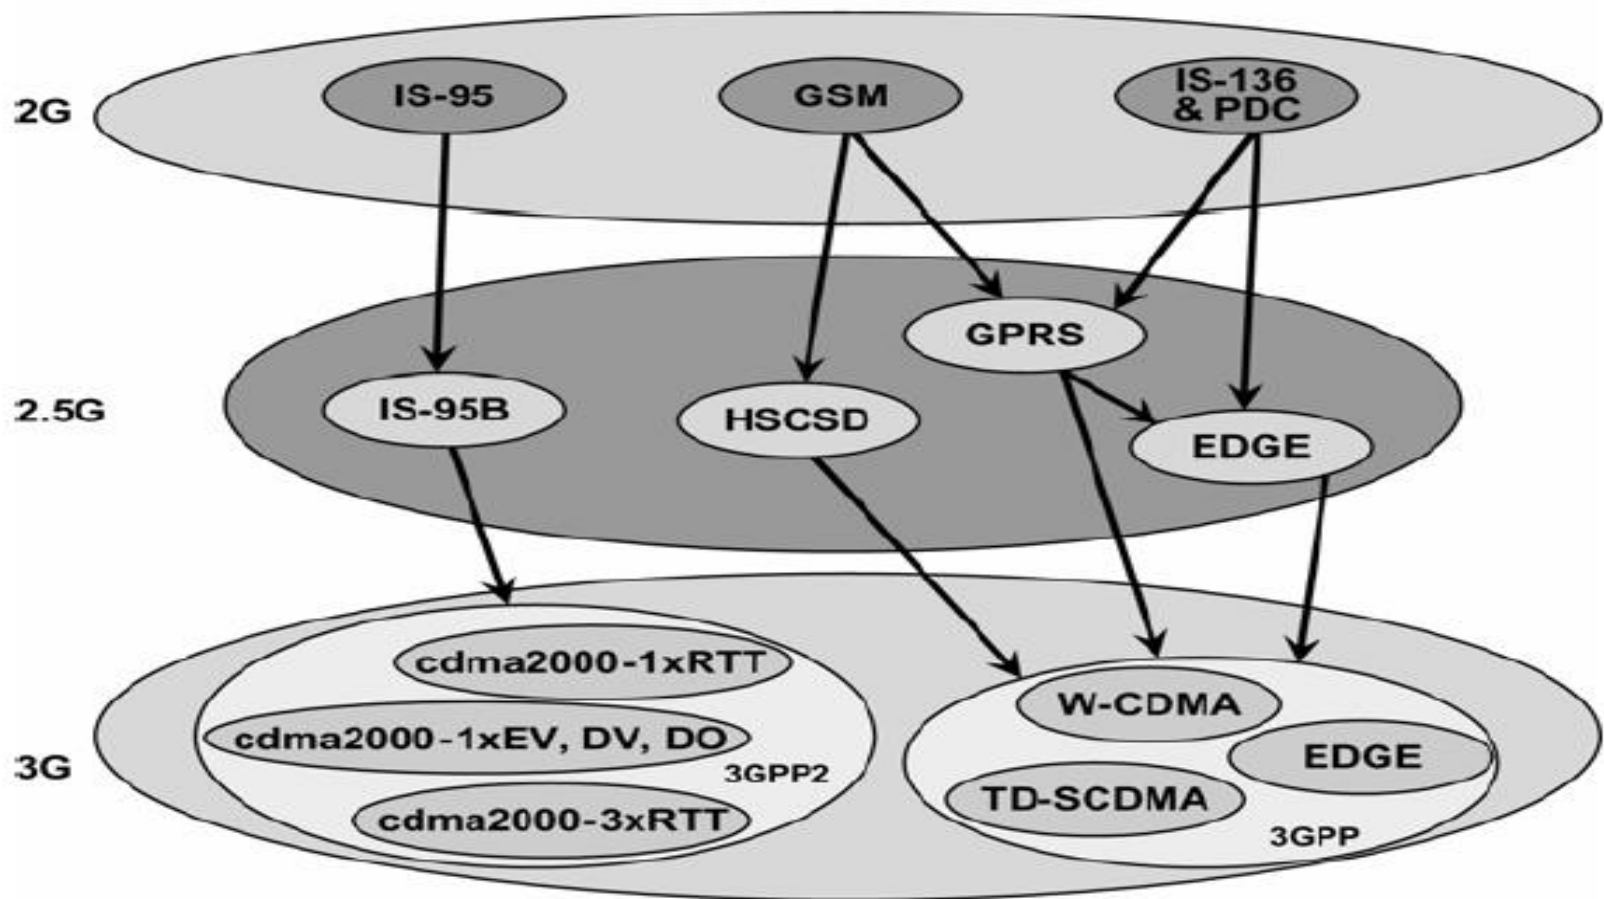 2G
IS-95
GSM
IS-136
& PDC
2.5G
GPRS
IS-95B
HSCSD
EDGE
3G
cdma2000-1xRTT
cdma2000-1xEV, DV, DO
3GPP2
cdma2000-3xRTT
W-CDMA
EDGE
TD-SCDMA
3GPP